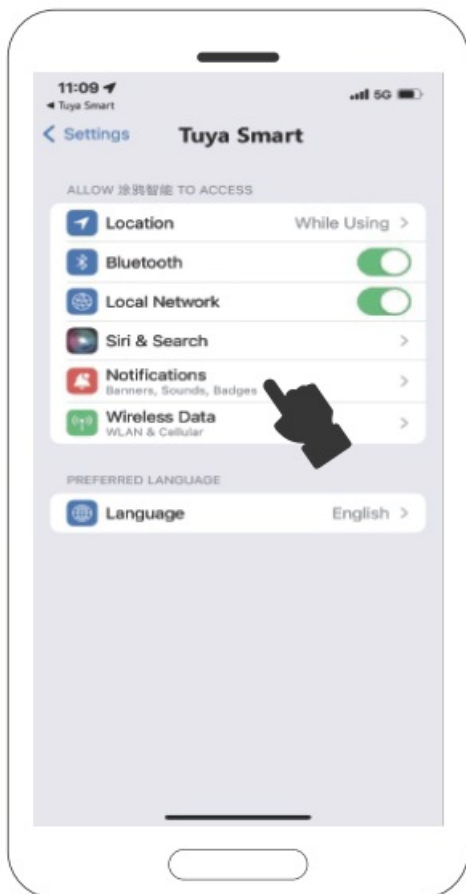 11:09
5G
◀ Tuya Smart
Settings
Tuya Smart
ALLOW 涂鸦智能 TO ACCESS
Location While Using
Bluetooth
Local Network
Siri & Search
Notifications
Banners, Sounds, Badges
Wireless Data
WLAN & Cellular
PREFERRED LANGUAGE
Language English